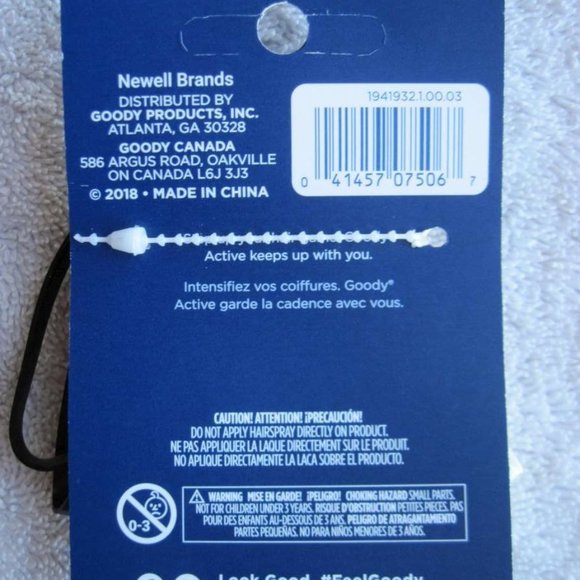 Newell Brands
DISTRIBUTED BY
GOODY PRODUCTS, INC.
ATLANTA, GA 30328
GOODY CANADA
586 ARGUS ROAD, OAKVILLE
ON CANADA L6J 3J3
© 2018 • MADE IN CHINA
1941932.1.00.03
0 41457 07506 7
Active keeps up with you.
Intensifiez vos coiffures. Goody®
Active garde la cadence avec vous.
CAUTION! ATTENTION! ¡PRECAUCIÓN!
DO NOT APPLY HAIRSPRAY DIRECTLY ON PRODUCT.
NE PAS APPLIQUER LA LAQUE DIRECTEMENT SUR LE PRODUIT.
NO APLIQUE DIRECTAMENTE LA LACA SOBRE EL PRODUCTO.
0-3
WARNING MISE EN GARDE! ¡PELIGRO! CHOKING HAZARD SMALL PARTS.
NOT FOR CHILDREN UNDER 3 YEARS. RISQUE D'OBSTRUCTION PETITES PIECES. PAS
POUR DES ENFANTS AU-DESSOUS DE 3 ANS. PELIGRO DE ATRAGANTAMIENTO
PARTES PEQUEÑAS. NO PARA NIÑOS MENORES DE 3 AÑOS.
Look Good. #FeelGoody